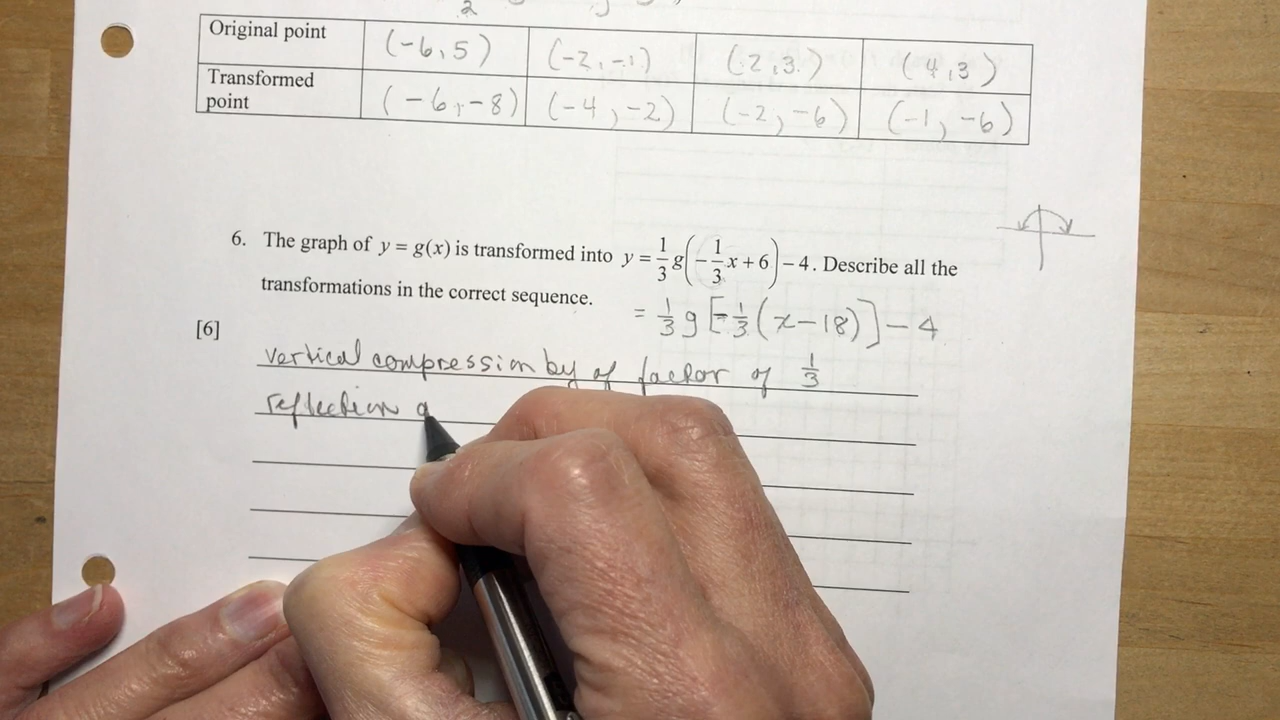 2
Original point (-6,5) (-2,-1) (2,3) (4,3)
Transformed point (-6,-8) (-4,-2) (-2,-6) (-1,-6)
6. The graph of y = g(x) is transformed into y = 1/3 g(-1/3 x + 6) - 4. Describe all the
transformations in the correct sequence.
= 1/3 g [-1/3 (x-18)] - 4
[6]
vertical compression by of factor of 1/3
reflection a